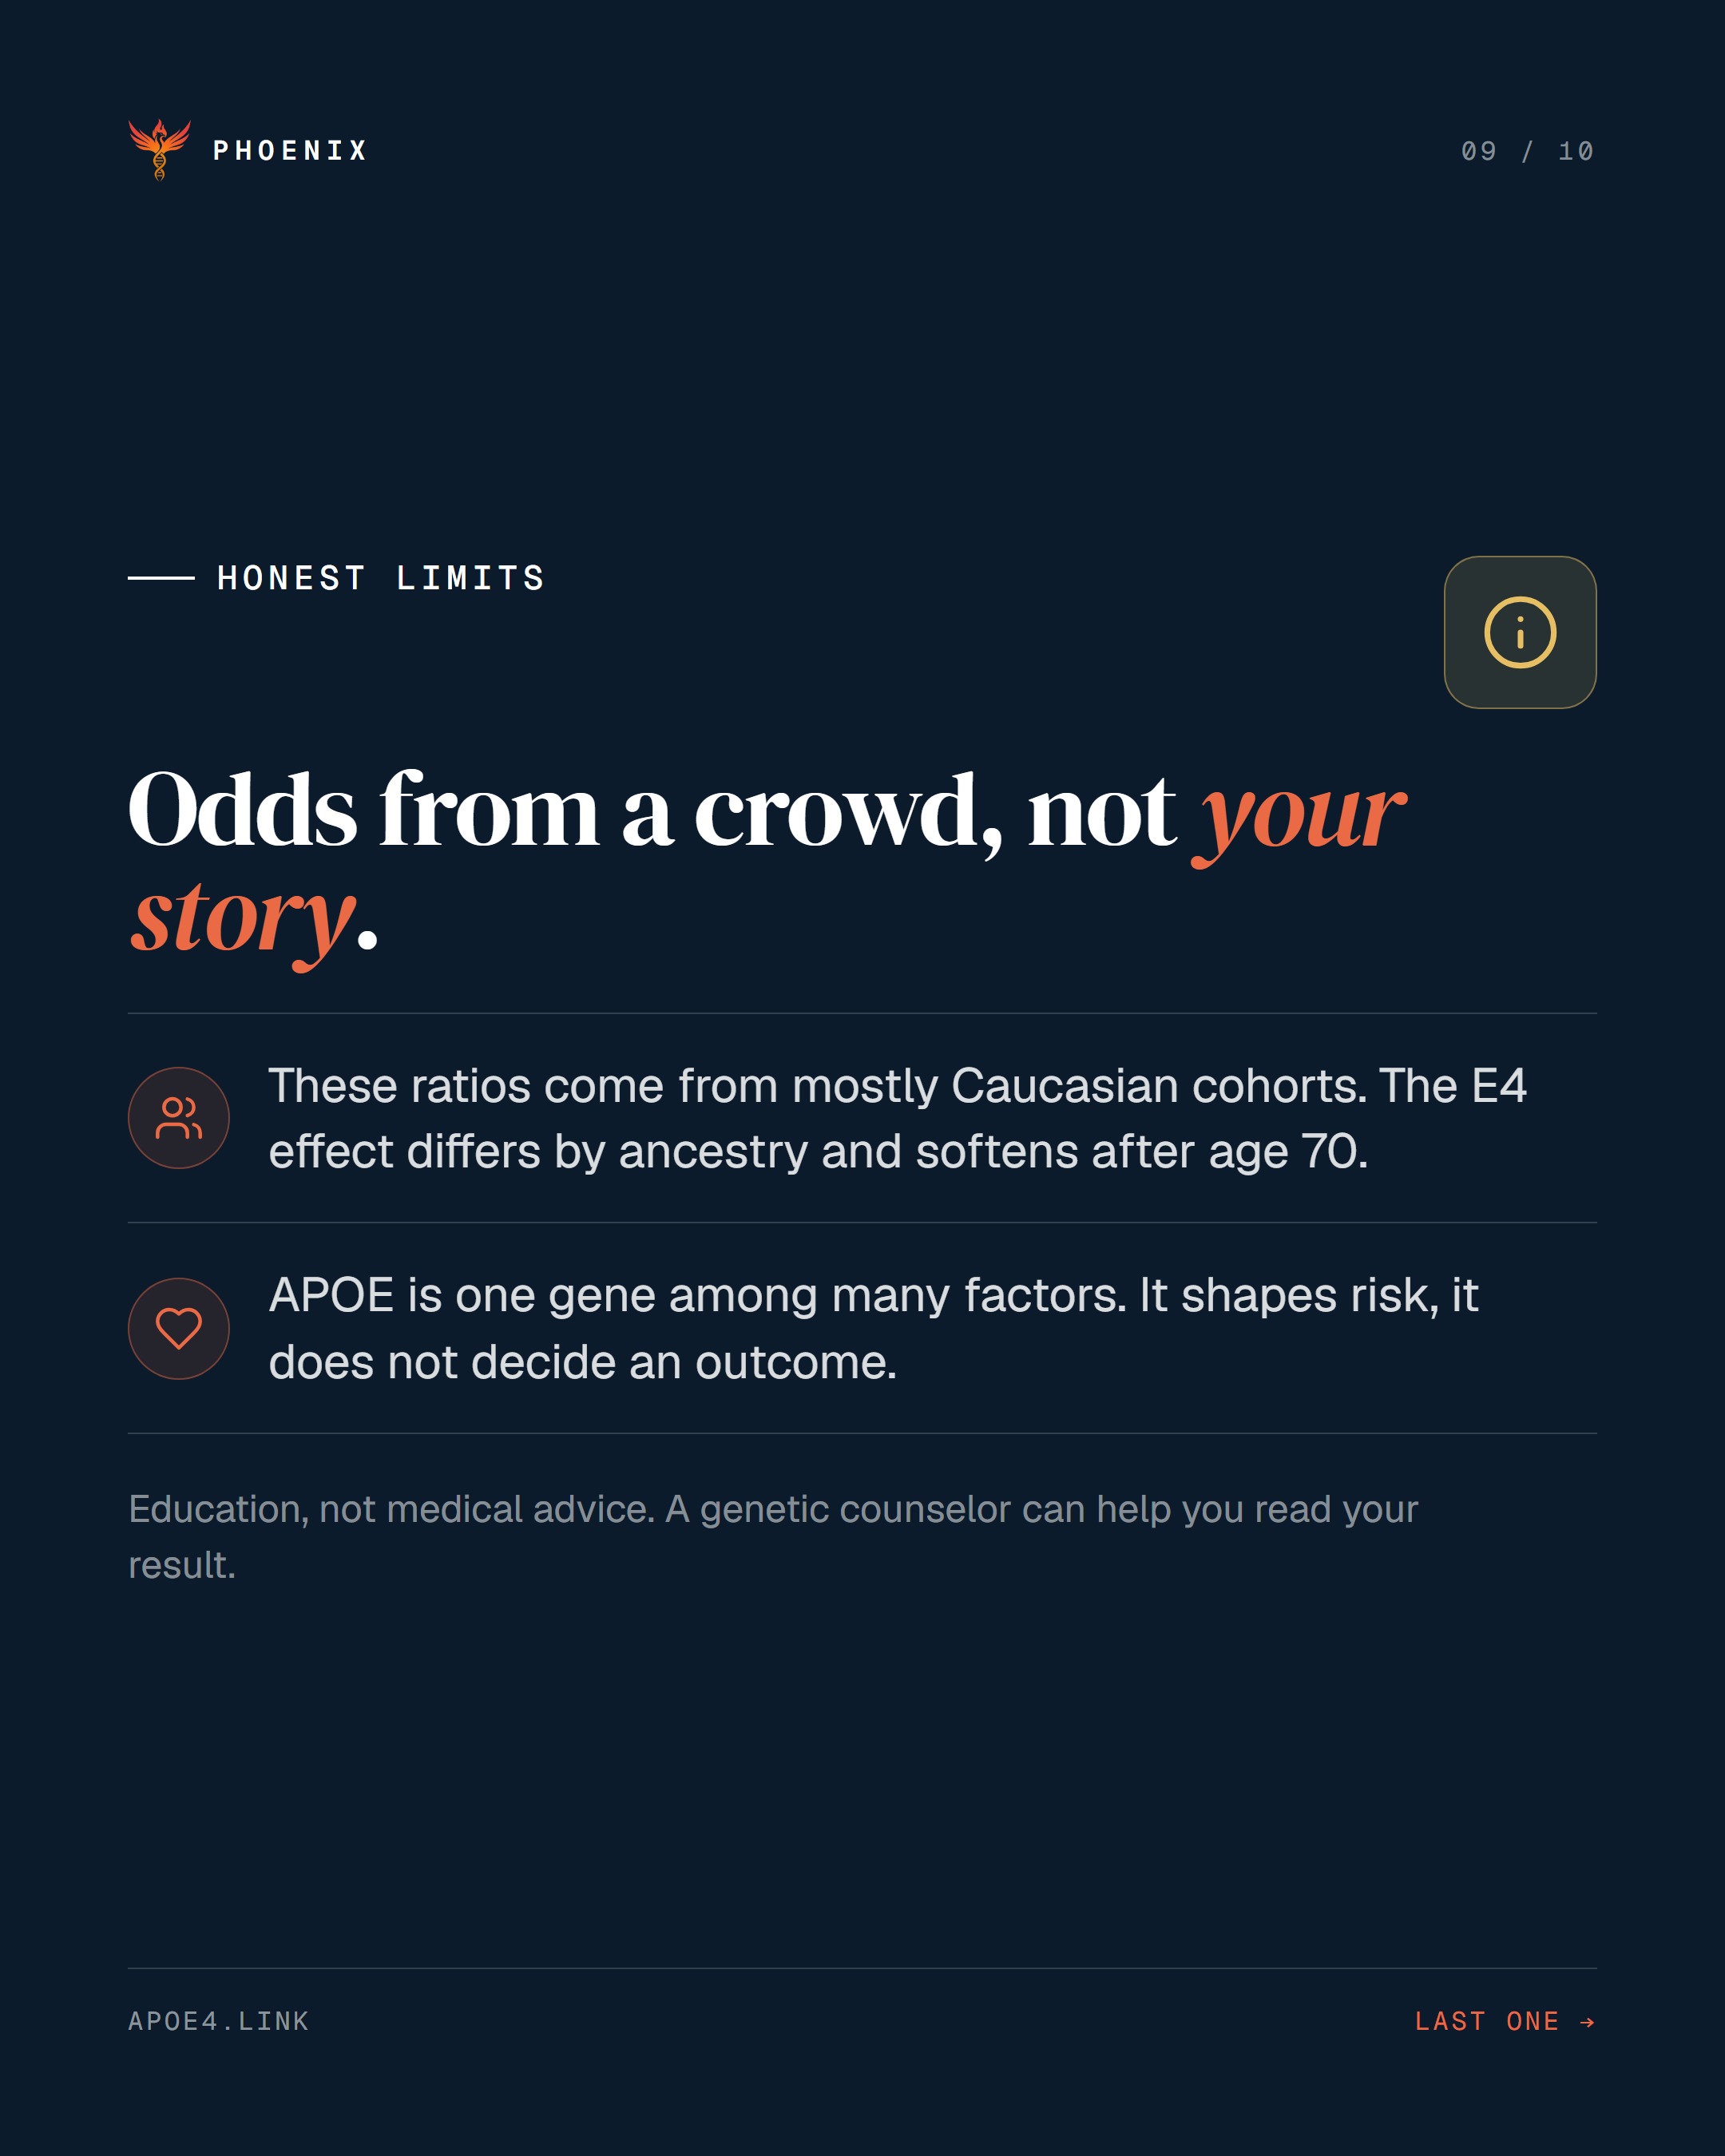 PHOENIX
09 / 10
HONEST LIMITS
Odds from a crowd, not your
story.
These ratios come from mostly Caucasian cohorts. The E4
effect differs by ancestry and softens after age 70.
APOE is one gene among many factors. It shapes risk, it
does not decide an outcome.
Education, not medical advice. A genetic counselor can help you read your
result.
APOE4.LINK
LAST ONE →